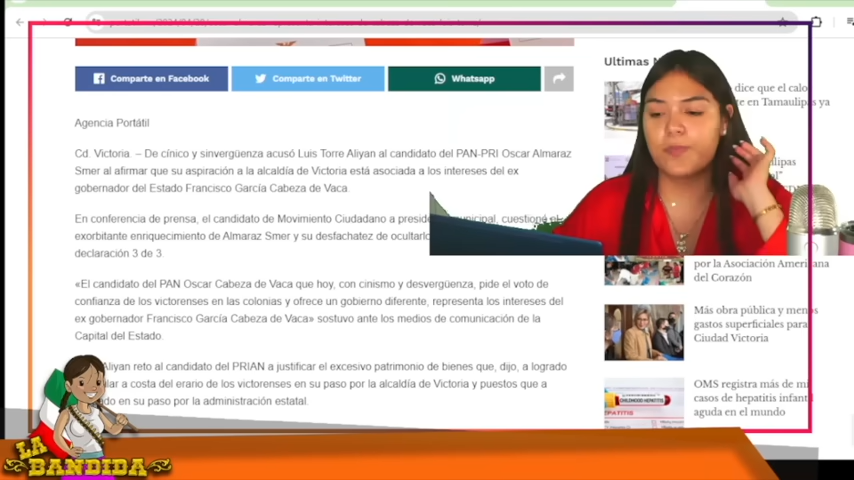 Comparte en Facebook
Comparte en Twitter
Whatsapp
Ultimas
dice que el calo
te en Tamaulipas ya
Agencia Portátil
Cd. Victoria. – De cínico y sinvergüenza acusó Luis Torre Aliyan al candidato del PAN-PRI Oscar Almaraz
Smer al afirmar que su aspiración a la alcaldía de Victoria está asociada a los intereses del ex
gobernador del Estado Francisco García Cabeza de Vaca.
En conferencia de prensa, el candidato de Movimiento Ciudadano a municipal, cuestionó el
exorbitante enriquecimiento de Almaraz Smer y su desfachatez de ocultarlo
declaración 3 de 3.
«El candidato del PAN Oscar Cabeza de Vaca que hoy, con cinismo y desvergüenza, pide el voto de
confianza de los victorenses en las colonias y ofrece un gobierno diferente, representa los intereses del
ex gobernador Francisco García Cabeza de Vaca» sostuvo ante los medios de comunicación de la
Capital del Estado.
Aliyan reto al candidato del PRIAN a justificar el excesivo patrimonio de bienes que, dijo, a logrado
a costa del erario de los victorenses en su paso por la alcaldía de Victoria y puestos que a
en su paso por la administración estatal.
por la Asociación Americana
del Corazón
Más obra pública y menos
gastos superficiales para
Ciudad Victoria
OMS registra más de mi
casos de hepatitis infant
aguda en el mundo
LA
BANDIDA